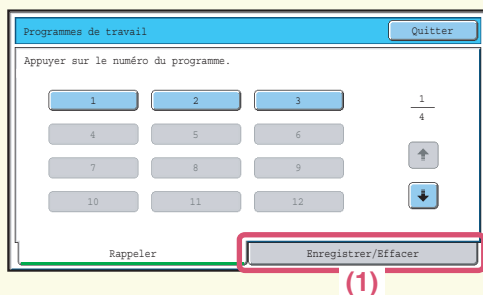 Programmes de travail Quitter
Appuyer sur le numéro du programme.
1 2 3 1
4 5 6 4
7 8 9
10 11 12
Rappeler Enregistrer/Effacer
(1)